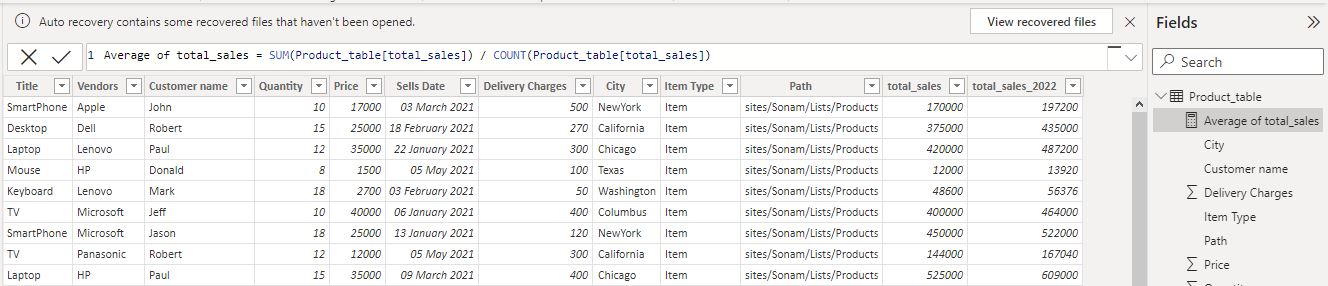 Auto recovery contains some recovered files that haven't been opened. View recovered files
1 Average of total_sales = SUM(Product_table[total_sales]) / COUNT(Product_table[total_sales])
Title Vendors Customer name Quantity Price Sells Date Delivery Charges City Item Type Path total_sales total_sales_2022
SmartPhone Apple John 10 17000 03 March 2021 500 NewYork Item sites/Sonam/Lists/Products 170000 197200
Desktop Dell Robert 15 25000 18 February 2021 270 California Item sites/Sonam/Lists/Products 375000 435000
Laptop Lenovo Paul 12 35000 22 January 2021 300 Chicago Item sites/Sonam/Lists/Products 420000 487200
Mouse HP Donald 8 1500 05 May 2021 100 Texas Item sites/Sonam/Lists/Products 12000 13920
Keyboard Lenovo Mark 18 2700 03 February 2021 50 Washington Item sites/Sonam/Lists/Products 48600 56376
TV Microsoft Jeff 10 40000 06 January 2021 400 Columbus Item sites/Sonam/Lists/Products 400000 464000
SmartPhone Microsoft Jason 18 25000 13 January 2021 120 NewYork Item sites/Sonam/Lists/Products 450000 522000
TV Panasonic Robert 12 12000 05 May 2021 300 California Item sites/Sonam/Lists/Products 144000 167040
Laptop HP Paul 15 35000 09 March 2021 400 Chicago Item sites/Sonam/Lists/Products 525000 609000
Fields
Search
Product_table
Average of total_sales
City
Customer name
Delivery Charges
Item Type
Path
Price